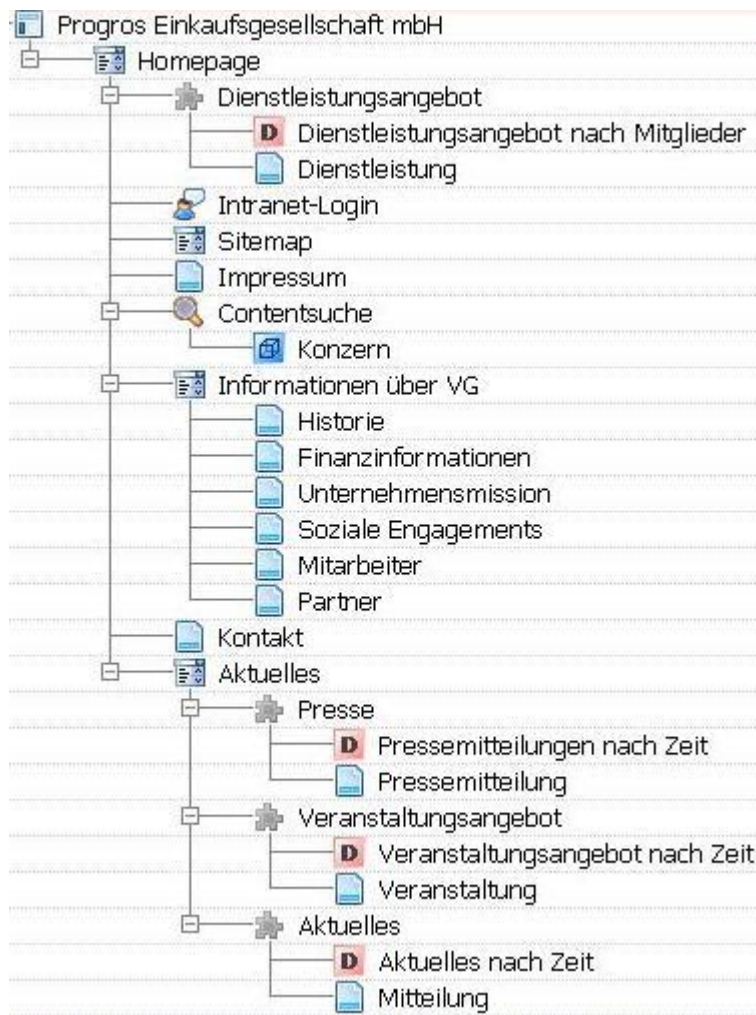 Progros Einkaufsgesellschaft mbH
Homepage
Dienstleistungsangebot
D Dienstleistungsangebot nach Mitglieder
Dienstleistung
Intranet-Login
Sitemap
Impressum
Contentsuche
Konzern
Informationen über VG
Historie
Finanzinformationen
Unternehmensmission
Soziale Engagements
Mitarbeiter
Partner
Kontakt
Aktuelles
Presse
D Pressemitteilungen nach Zeit
Pressemitteilung
Veranstaltungsangebot
D Veranstaltungsangebot nach Zeit
Veranstaltung
Aktuelles
D Aktuelles nach Zeit
Mitteilung